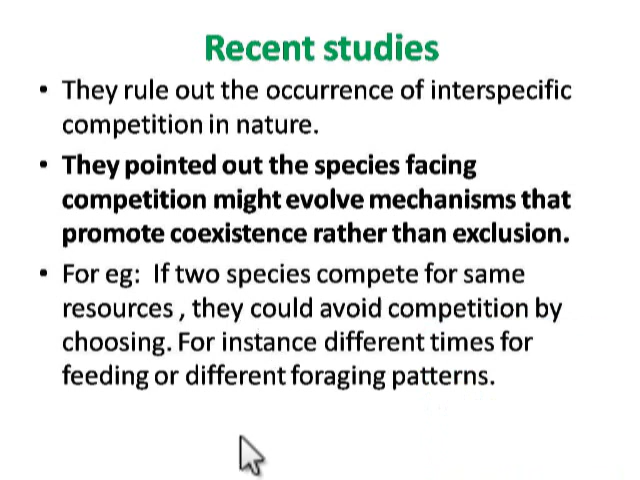 Recent studies
• They rule out the occurrence of interspecific
competition in nature.
• They pointed out the species facing
competition might evolve mechanisms that
promote coexistence rather than exclusion.
• For eg:  If two species compete for same
resources , they could avoid competition by
choosing. For instance different times for
feeding or different foraging patterns.